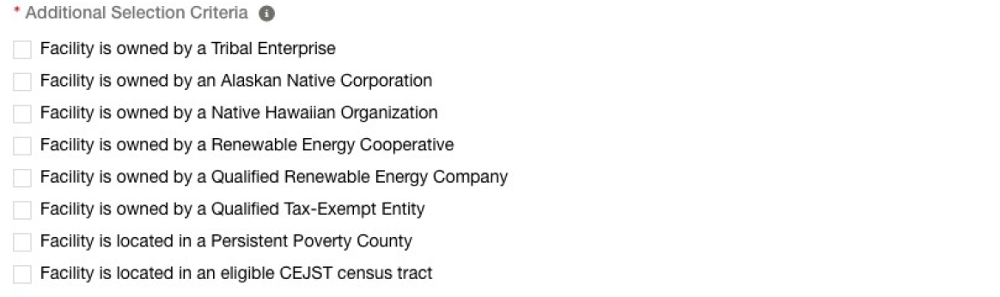 * Additional Selection Criteria
Facility is owned by a Tribal Enterprise
Facility is owned by an Alaskan Native Corporation
Facility is owned by a Native Hawaiian Organization
Facility is owned by a Renewable Energy Cooperative
Facility is owned by a Qualified Renewable Energy Company
Facility is owned by a Qualified Tax-Exempt Entity
Facility is located in a Persistent Poverty County
Facility is located in an eligible CEJST census tract